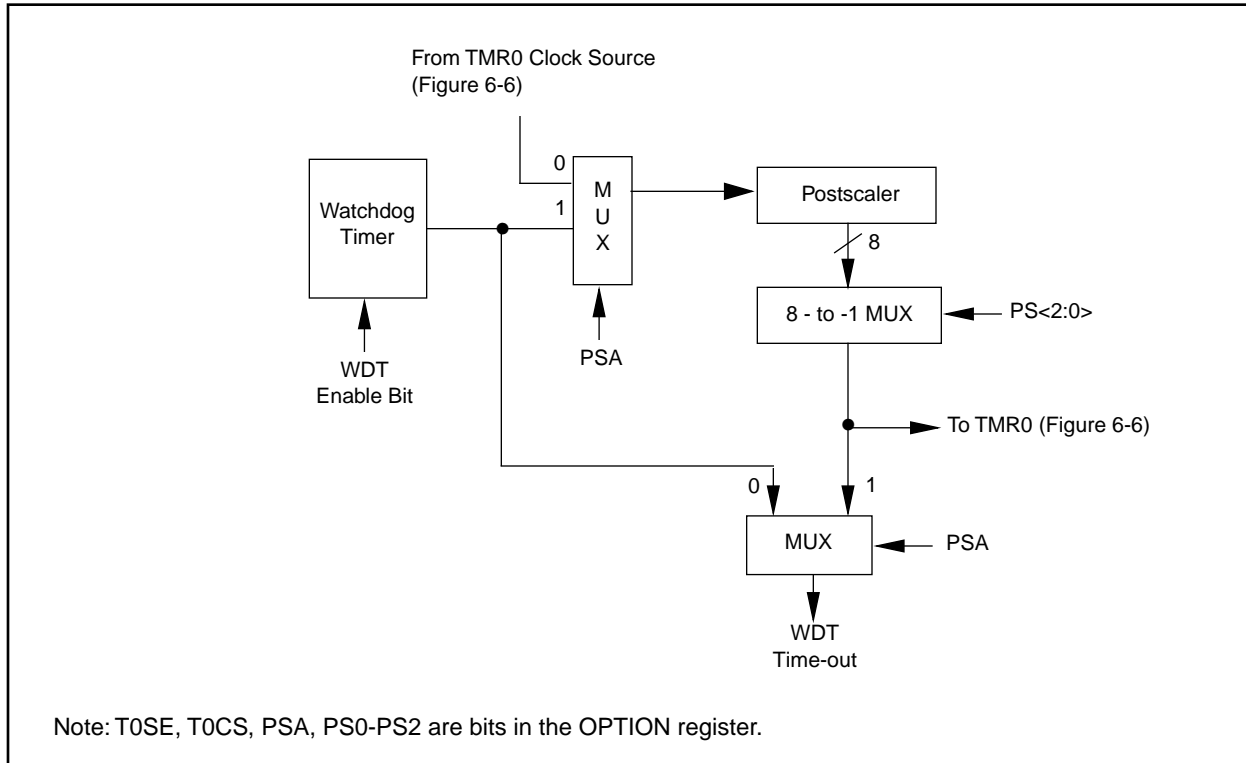 From TMR0 Clock Source
(Figure 6-6)
0
1
M
U
X
Watchdog
Timer
Postscaler
8
8 - to -1 MUX
PS<2:0>
PSA
WDT
Enable Bit
To TMR0 (Figure 6-6)
0
1
MUX
PSA
WDT
Time-out
Note: T0SE, T0CS, PSA, PS0-PS2 are bits in the OPTION register.